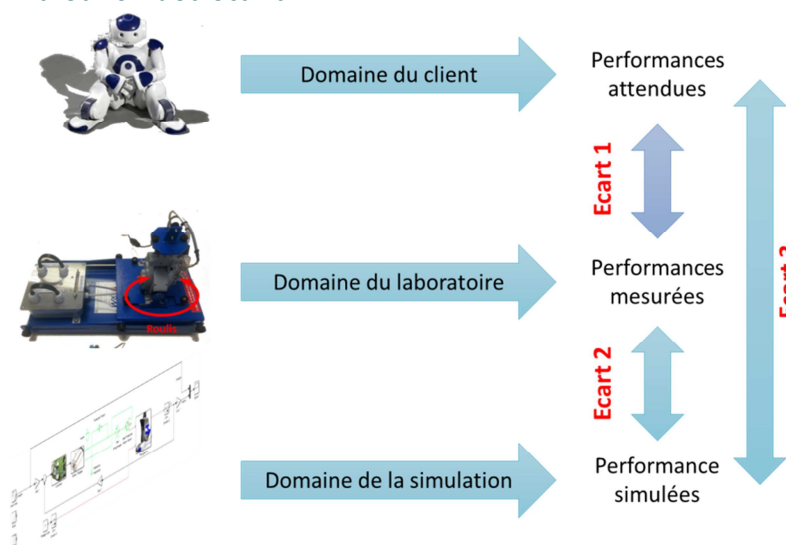 Domaine du client
Performances
attendues
Ecart 1
Domaine du laboratoire
Performances
mesurées
Roulis
Ecart 2
Domaine de la simulation
Performance
simulées